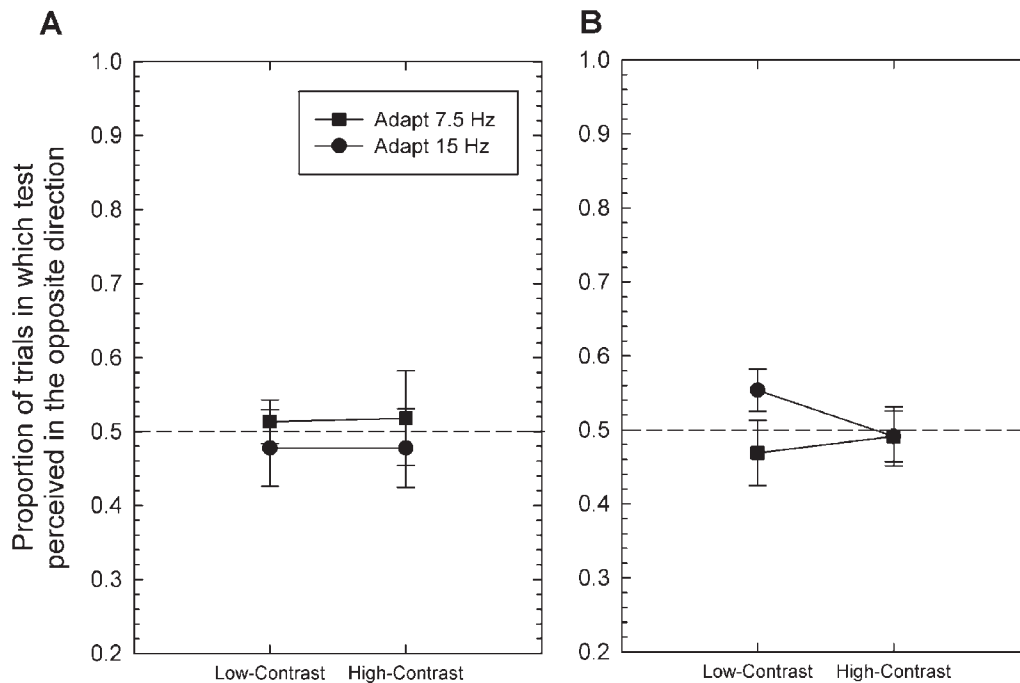 A
B
Proportion of trials in which test
perceived in the opposite direction
1.0
0.9
0.8
0.7
0.6
0.5
0.4
0.3
0.2
Adapt 7.5 Hz
Adapt 15 Hz
Low-Contrast High-Contrast
1.0
0.9
0.8
0.7
0.6
0.5
0.4
0.3
0.2
Low-Contrast High-Contrast